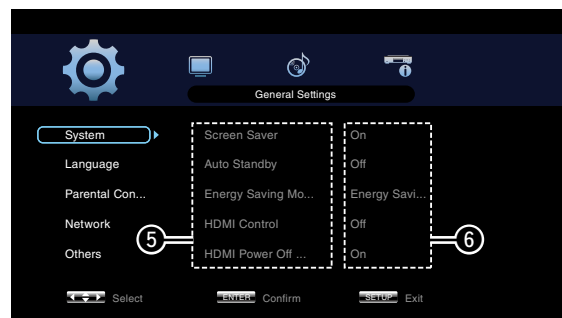 General Settings
System Screen Saver On
Language Auto Standby Off
Parental Con... Energy Saving Mo... Energy Savi...
Network HDMI Control Off
Others HDMI Power Off ... On
5 6
Select ENTER Confirm SETUP Exit